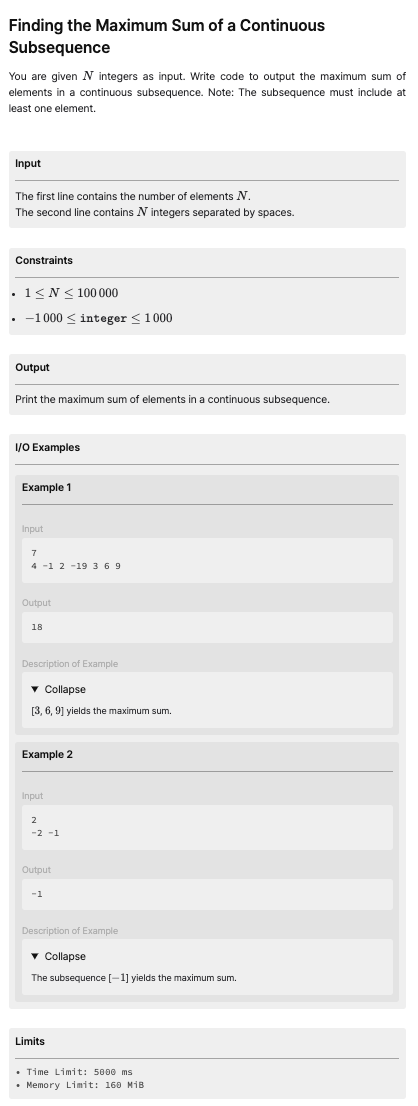 Finding the Maximum Sum of a Continuous
Subsequence
You are given N integers as input. Write code to output the maximum sum of
elements in a continuous subsequence. Note: The subsequence must include at
least one element.
Input
The first line contains the number of elements N.
The second line contains N integers separated by spaces.
Constraints
• 1 ≤ N ≤ 100 000
• −1 000 ≤ integer ≤ 1 000
Output
Print the maximum sum of elements in a continuous subsequence.
I/O Examples
Example 1
Input
7
4 -1 2 -19 3 6 9
Output
18
Description of Example
▼ Collapse
[3, 6, 9] yields the maximum sum.
Example 2
Input
2
-2 -1
Output
-1
Description of Example
▼ Collapse
The subsequence [−1] yields the maximum sum.
Limits
• Time Limit: 5000 ms
• Memory Limit: 160 MiB